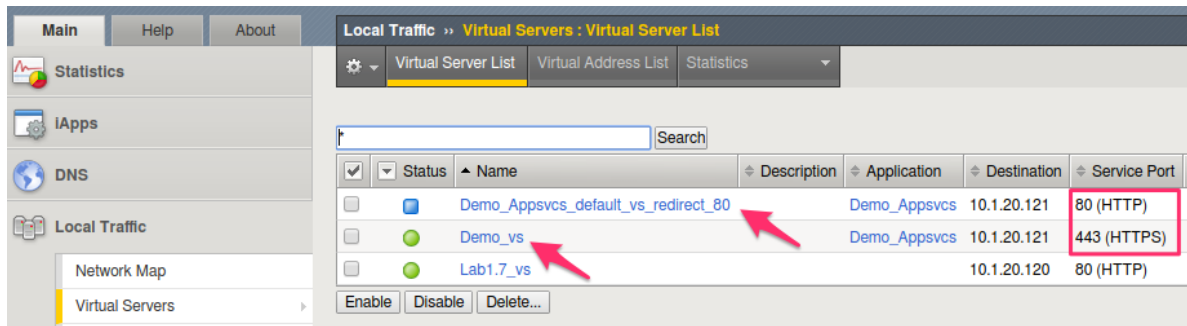 Main Help About
Local Traffic ›› Virtual Servers : Virtual Server List
Statistics
Virtual Server List Virtual Address List Statistics
iApps
* Search
Status Name Description Application Destination Service Port
DNS
Demo_Appsvcs_default_vs_redirect_80 Demo_Appsvcs 10.1.20.121 80 (HTTP)
Local Traffic
Demo_vs Demo_Appsvcs 10.1.20.121 443 (HTTPS)
Network Map
Lab1.7_vs 10.1.20.120 80 (HTTP)
Virtual Servers
Enable Disable Delete...